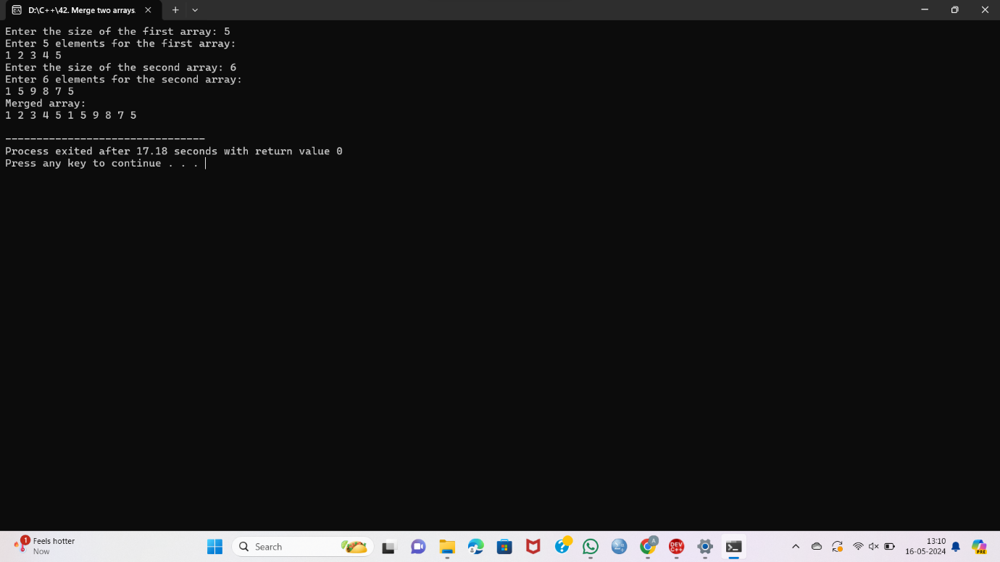 D:\C++\42. Merge two arrays.
Enter the size of the first array: 5
Enter 5 elements for the first array:
1 2 3 4 5
Enter the size of the second array: 6
Enter 6 elements for the second array:
1 5 9 8 7 5
Merged array:
1 2 3 4 5 1 5 9 8 7 5
--------------------------------
Process exited after 17.18 seconds with return value 0
Press any key to continue . . .
1
Feels hotter
Now
Search
A
DEV
C++
13:10
16-05-2024
PRE